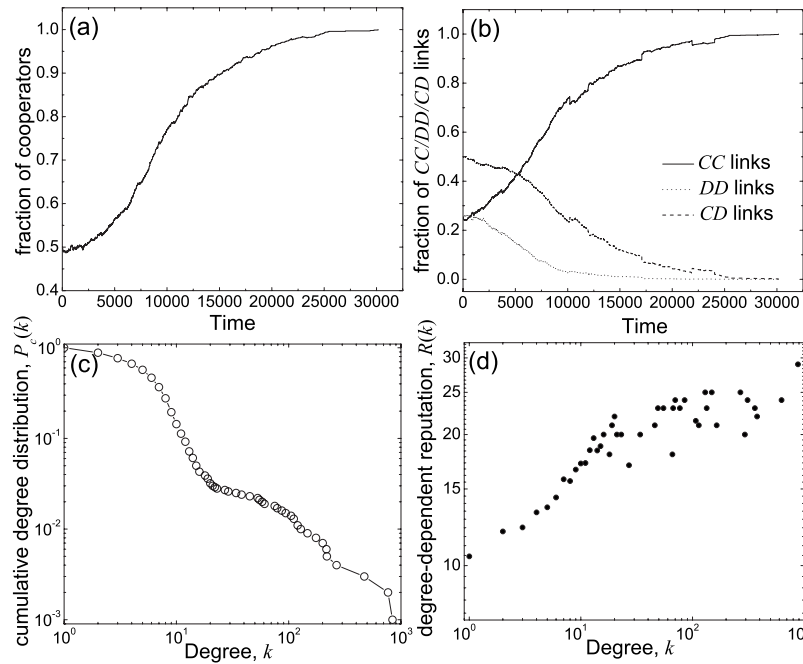 (a)
1.0
0.9
0.8
0.7
0.6
0.5
0.4
fraction of cooperators
0 5000 10000 15000 20000 25000 30000
Time
(b)
1.0
0.8
0.6
0.4
0.2
0.0
fraction of CC/DD/CD links
CC links
DD links
CD links
0 5000 10000 15000 20000 25000 30000
Time
(c)
10^0
10^-1
10^-2
10^-3
cumulative degree distribution, P_c(k)
10^0 10^1 10^2 10^3
Degree, k
(d)
30
25
20
15
10
degree-dependent reputation, R(k)
10^0 10^1 10^2
Degree, k